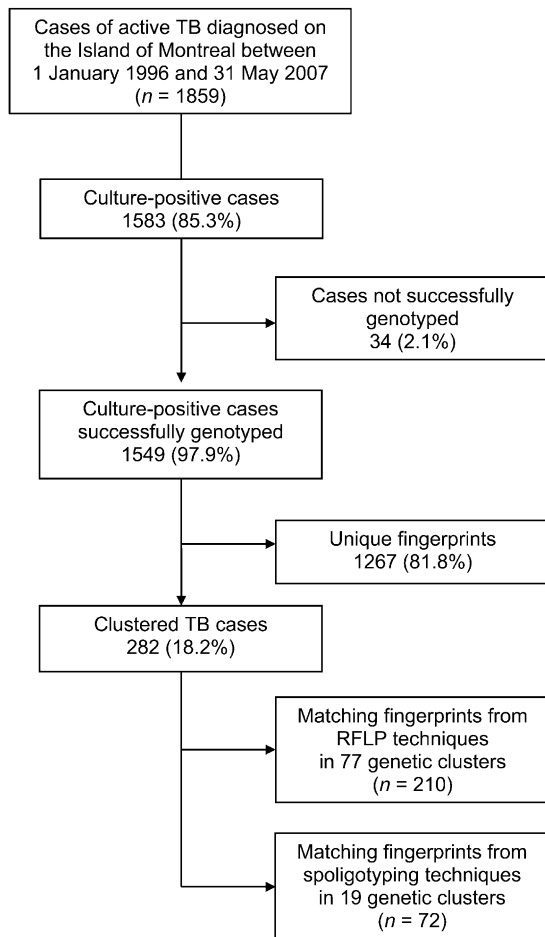 Cases of active TB diagnosed on
the Island of Montreal between
1 January 1996 and 31 May 2007
(n = 1859)
Culture-positive cases
1583 (85.3%)
Cases not successfully
genotyped
34 (2.1%)
Culture-positive cases
successfully genotyped
1549 (97.9%)
Unique fingerprints
1267 (81.8%)
Clustered TB cases
282 (18.2%)
Matching fingerprints from
RFLP techniques
in 77 genetic clusters
(n = 210)
Matching fingerprints from
spoligotyping techniques
in 19 genetic clusters
(n = 72)